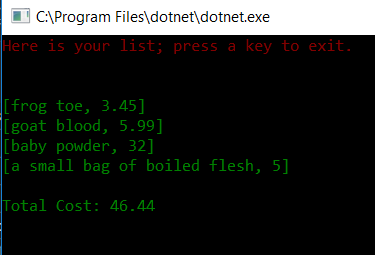 C:\Program Files\dotnet\dotnet.exe
Here is your list; press a key to exit.
[frog toe, 3.45]
[goat blood, 5.99]
[baby powder, 32]
[a small bag of boiled flesh, 5]
Total Cost: 46.44